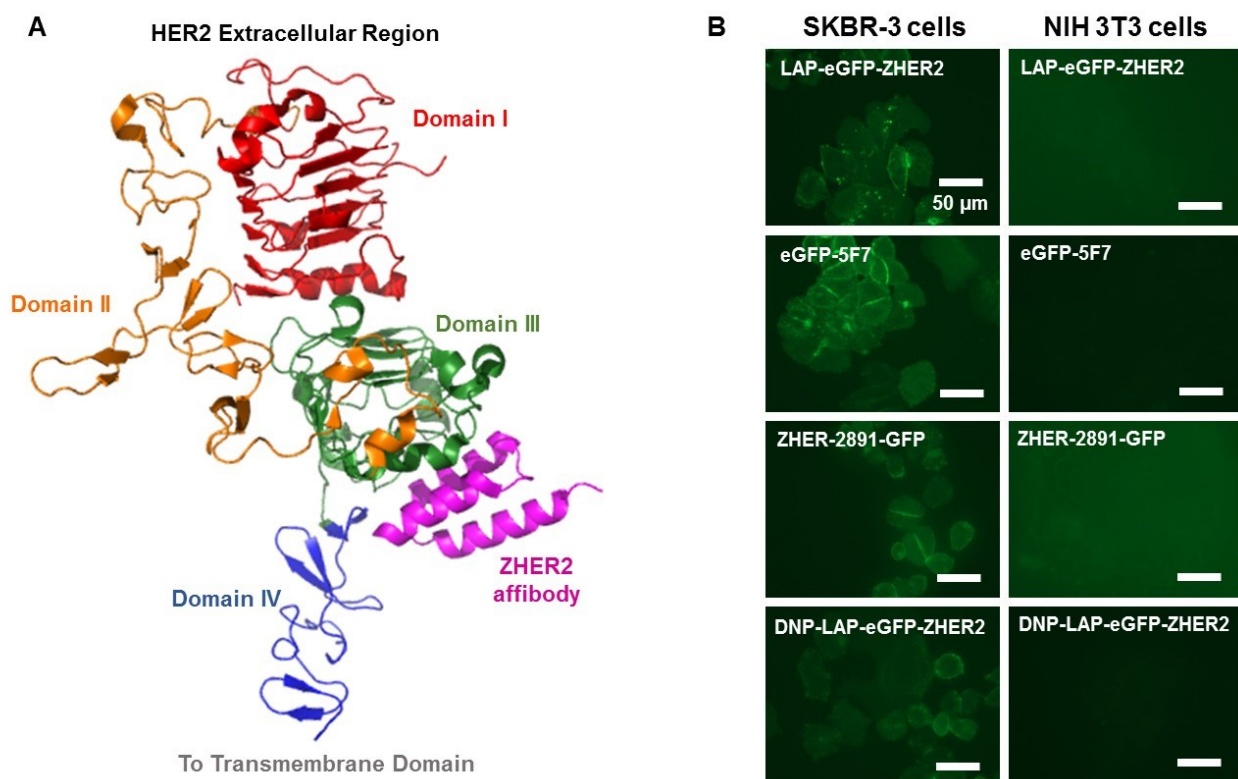 A
HER2 Extracellular Region
Domain I
Domain II
Domain III
ZHER2
affibody
Domain IV
To Transmembrane Domain
B
SKBR-3 cells
NIH 3T3 cells
LAP-eGFP-ZHER2
50 µm
LAP-eGFP-ZHER2
eGFP-5F7
eGFP-5F7
ZHER-2891-GFP
ZHER-2891-GFP
DNP-LAP-eGFP-ZHER2
DNP-LAP-eGFP-ZHER2